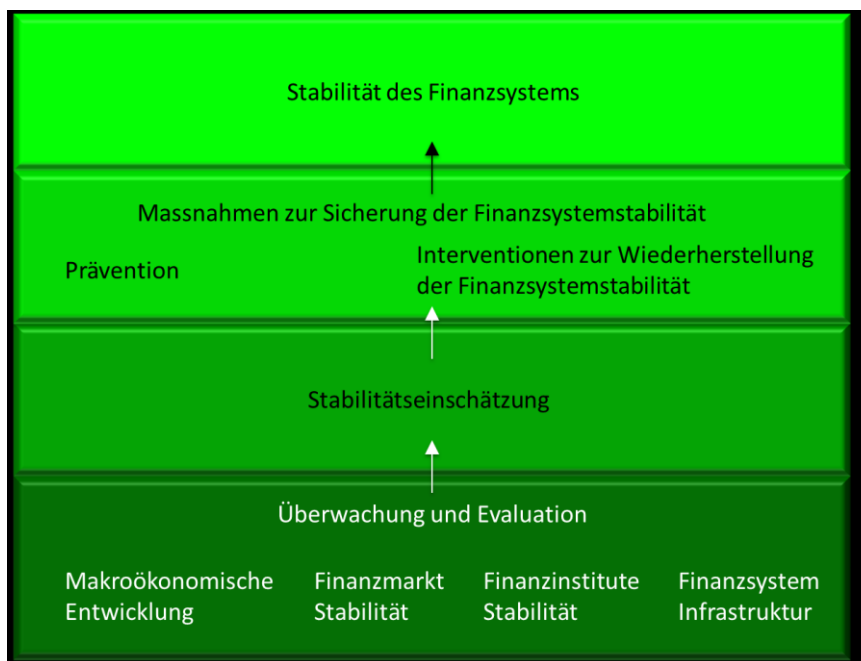 Stabilität des Finanzsystems
Massnahmen zur Sicherung der Finanzsystemstabilität
Prävention
Interventionen zur Wiederherstellung
der Finanzsystemstabilität
Stabilitätseinschätzung
Überwachung und Evaluation
Makroökonomische
Entwicklung
Finanzmarkt
Stabilität
Finanzinstitute
Stabilität
Finanzsystem
Infrastruktur